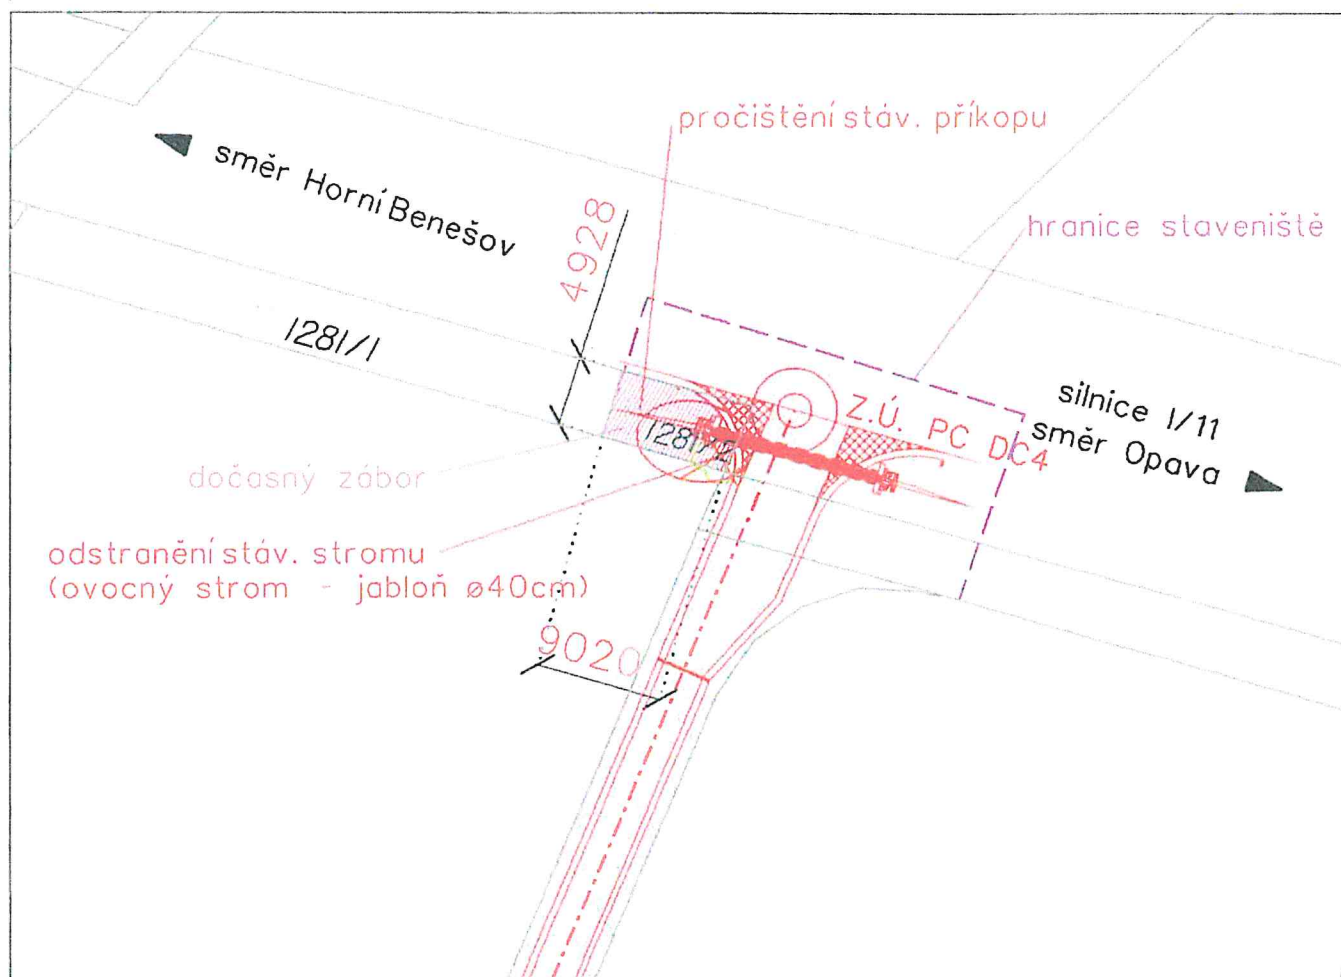 pročištění stáv. příkopu
směr Horní Benešov
4928
hranice staveniště
1281/1
silnice I/11
směr Opava
Z.Ú. PC DC4
1281/2
dočasný zábor
odstranění stáv. stromu
(ovocný strom - jabloň ø40cm)
9020